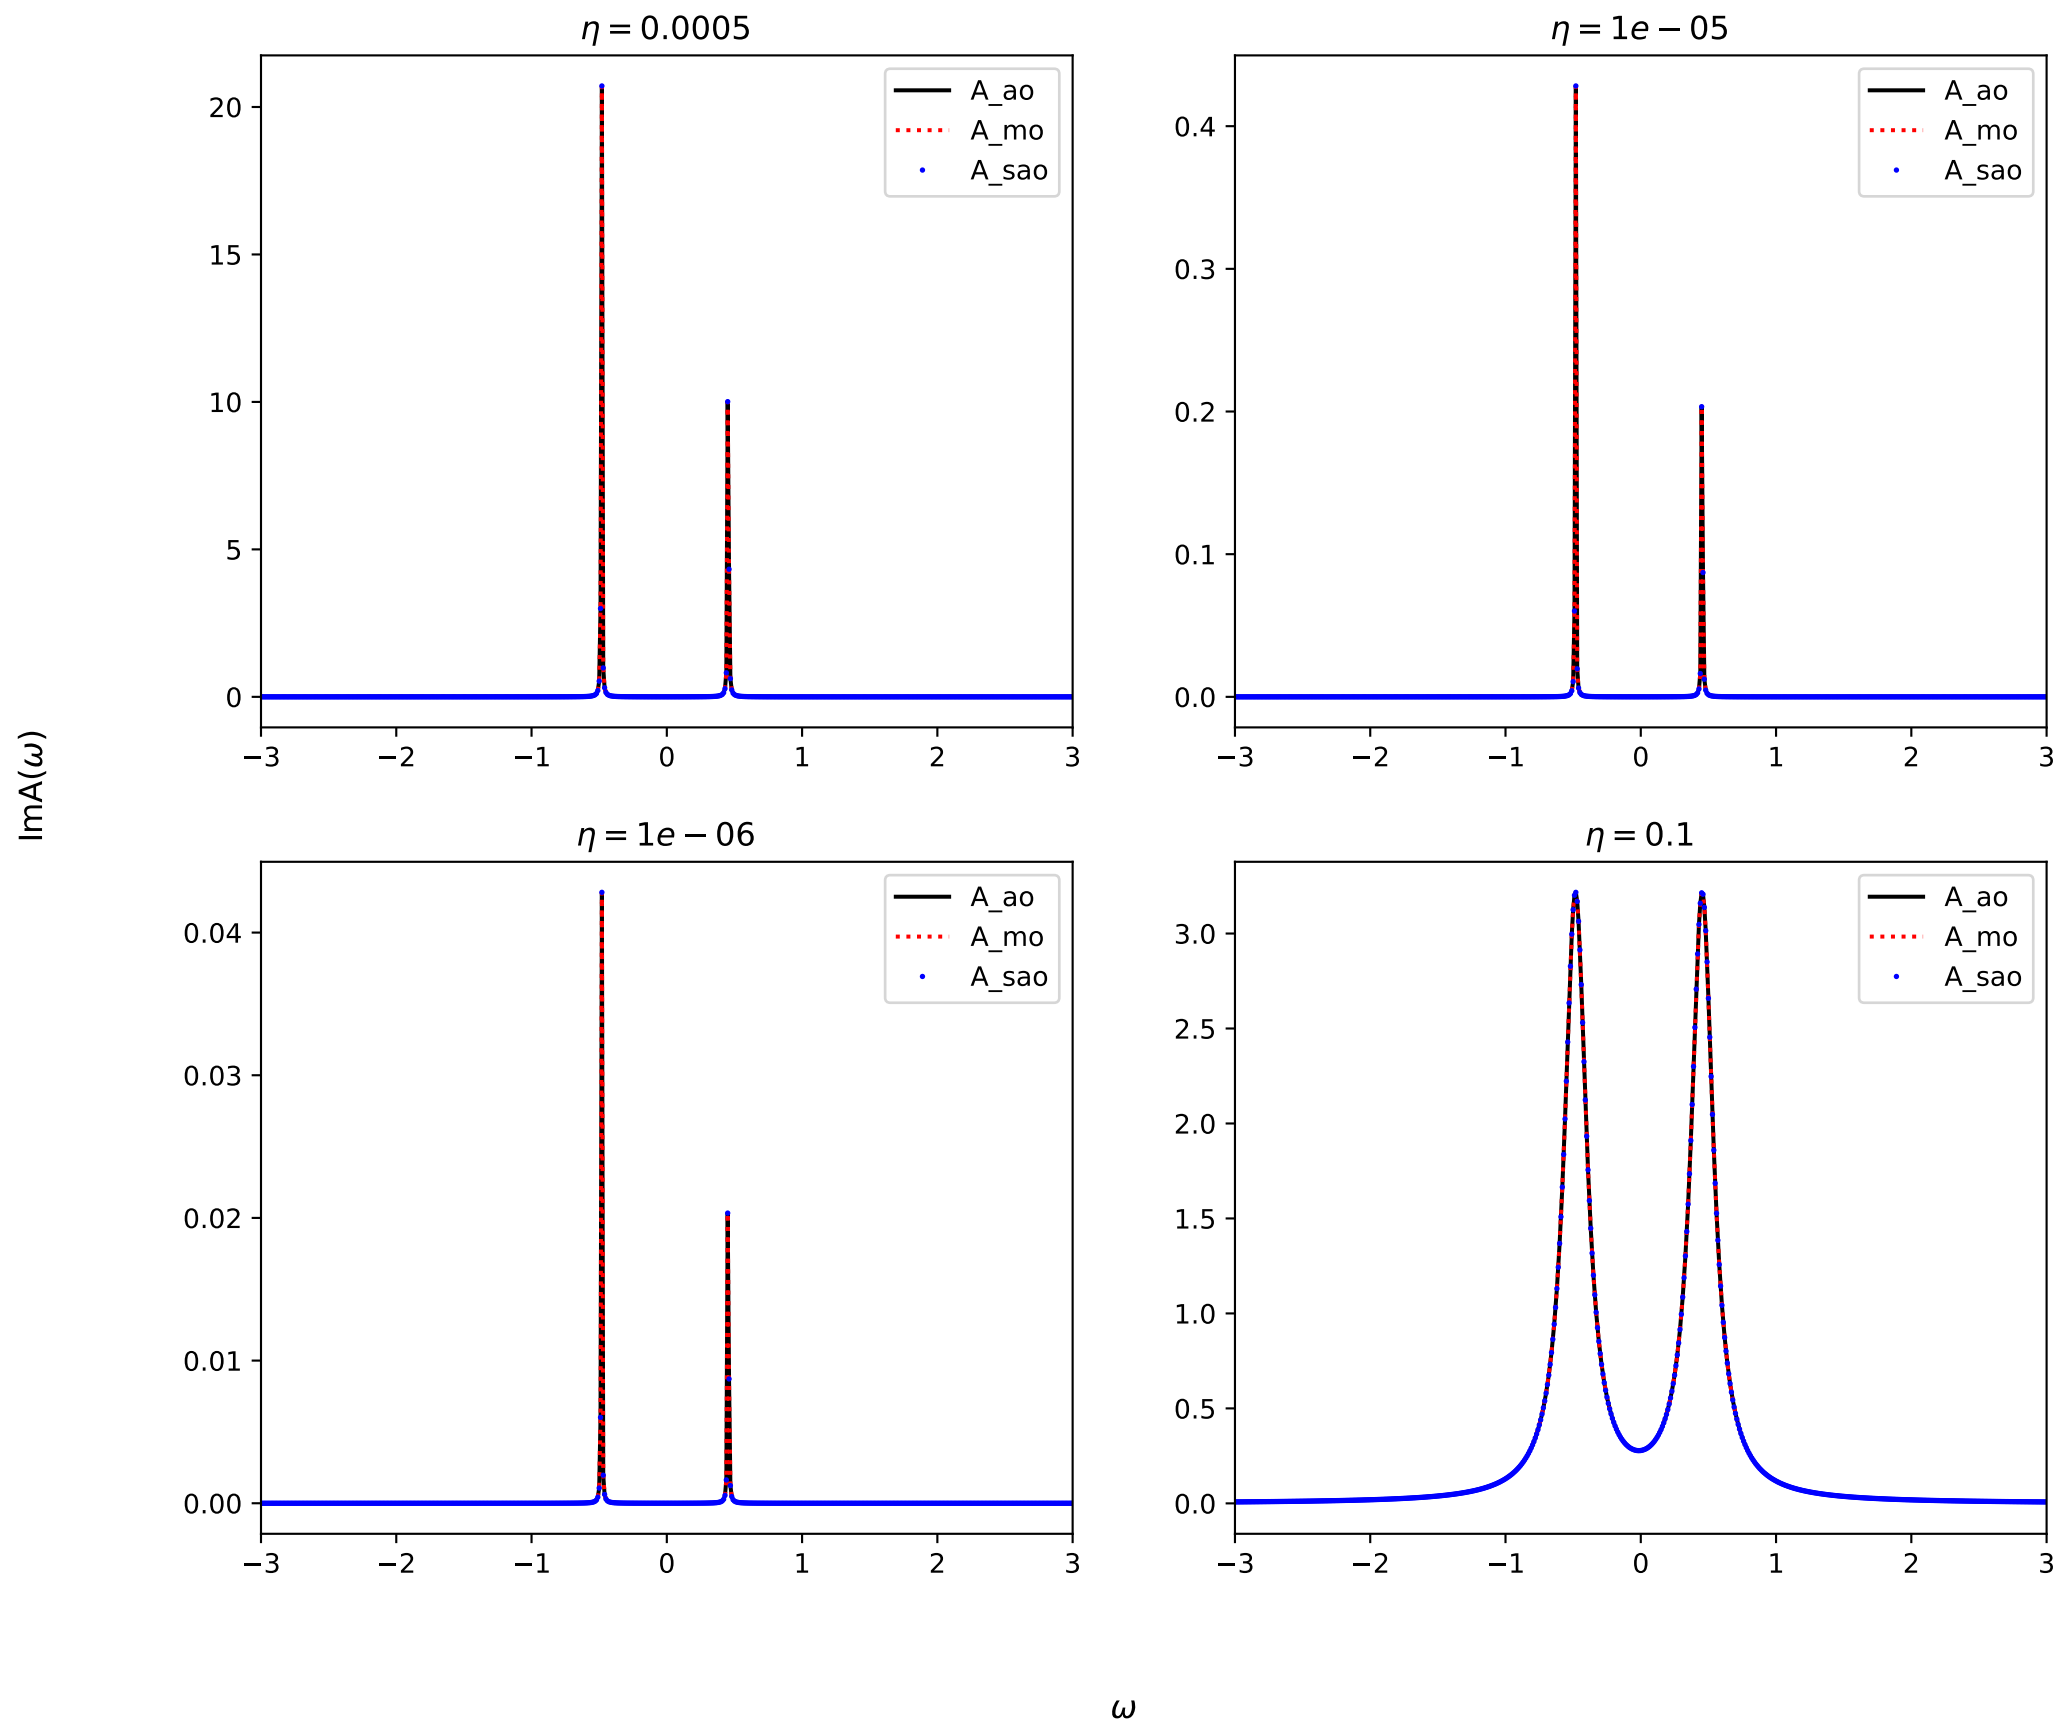 η = 0.0005
20
15
10
5
0
−3 −2 −1 0 1 2 3
A_ao
A_mo
A_sao
η = 1e − 05
0.4
0.3
0.2
0.1
0.0
−3 −2 −1 0 1 2 3
A_ao
A_mo
A_sao
ImA(ω)
η = 1e − 06
0.04
0.03
0.02
0.01
0.00
−3 −2 −1 0 1 2 3
A_ao
A_mo
A_sao
η = 0.1
3.0
2.5
2.0
1.5
1.0
0.5
0.0
−3 −2 −1 0 1 2 3
A_ao
A_mo
A_sao
ω